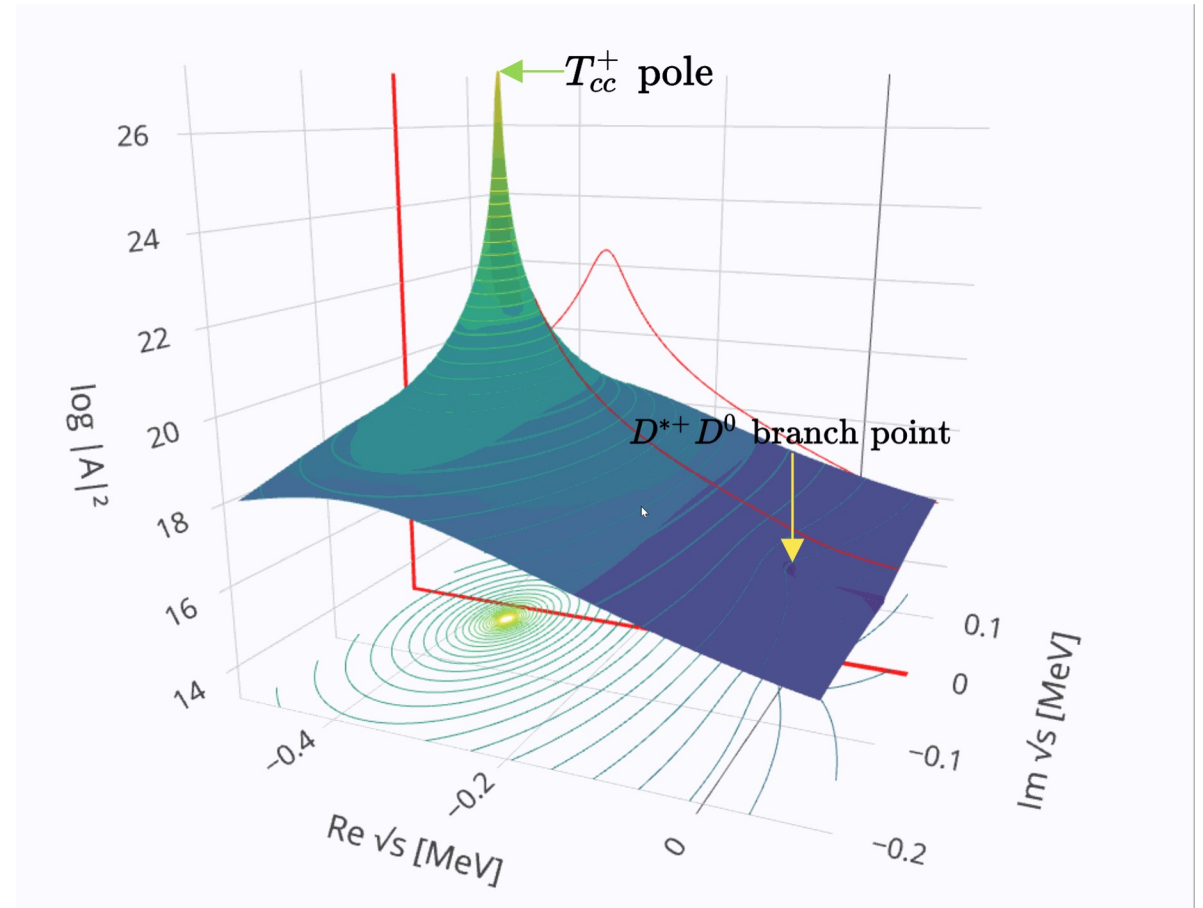 T⁺cc pole
26
24
22
20
18
16
14
log |A|²
D*⁺D⁰ branch point
0.1
0
−0.1
−0.2
Im √s [MeV]
−0.4
−0.2
0
Re √s [MeV]